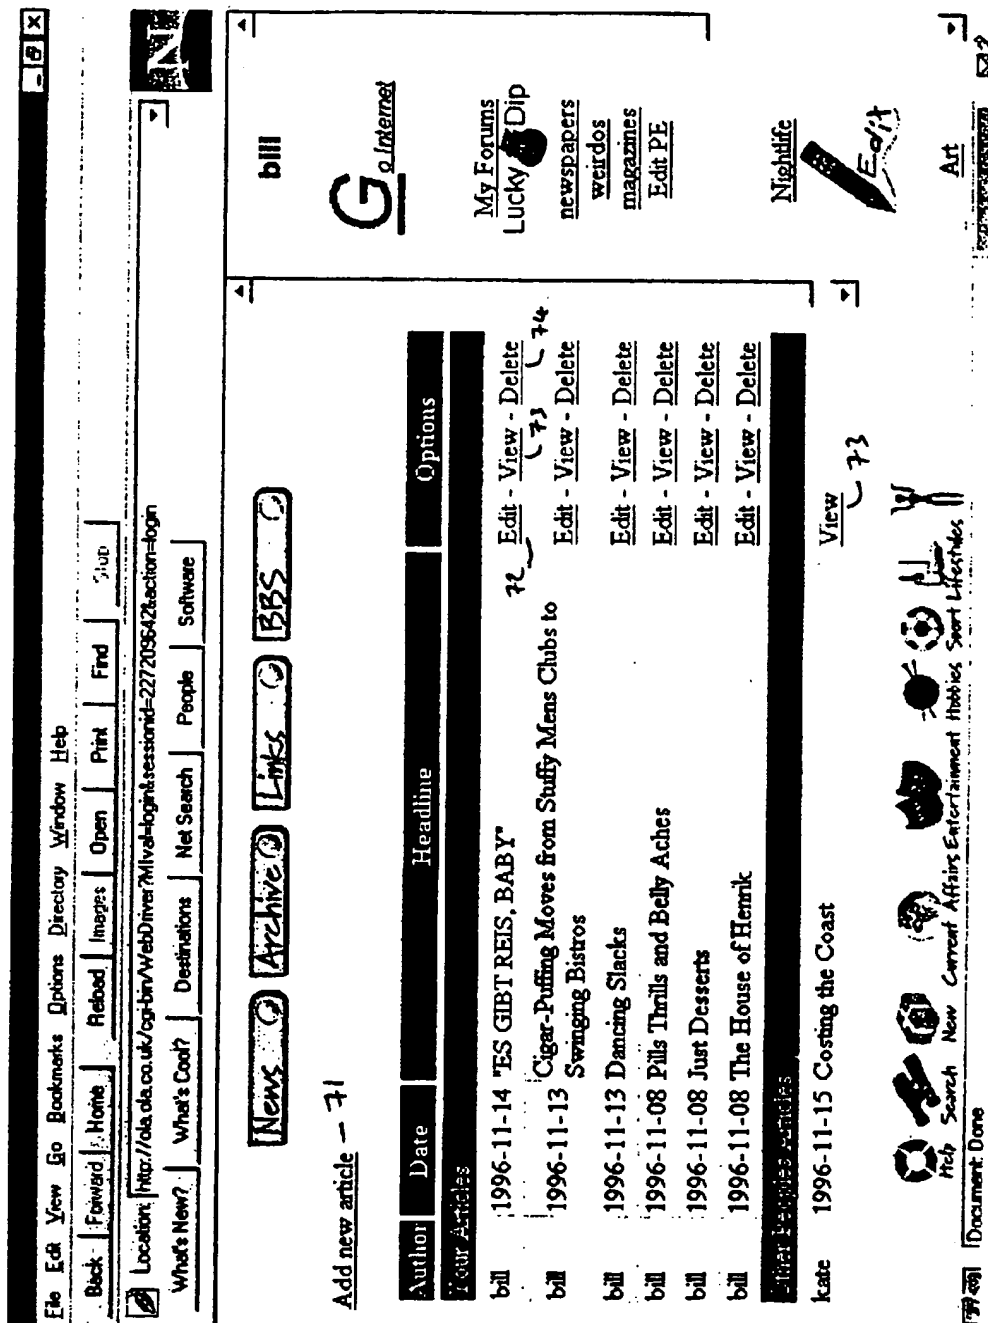 File Edit View Go Bookmarks Options Directory Window Help
Back Forward Home Reload Images Open Print Find Stop
Location: http://ola.ola.co.uk/cgi-bin/WebDriver?MIval=login&sessionid=227209642&action=login
What's New? What's Cool? Destinations Net Search People Software
News Archive Links BBS
Add new article - 71
Author Date Headline Options
Your Articles
bill 1996-11-14 "ES GIBT REIS, BABY" Edit - View - Delete
72 73 74
bill 1996-11-13 Cigar-Puffing Moves from Stuffy Mens Clubs to Edit - View - Delete
Swinging Bistros
bill 1996-11-13 Dancing Slacks Edit - View - Delete
bill 1996-11-08 Pills Thrills and Belly Aches Edit - View - Delete
bill 1996-11-08 Just Desserts Edit - View - Delete
bill 1996-11-08 The House of Henrik Edit - View - Delete
Other Peoples Articles
kate 1996-11-15 Costing the Coast View
73
bill
Go Internet
My Forums
Lucky Dip
newspapers
weirdos
magazines
Edit PE
Nightlife
Edit
Art
Help Search New Current Affairs Entertainment Hobbies Sport Lifestyles
Document: Done